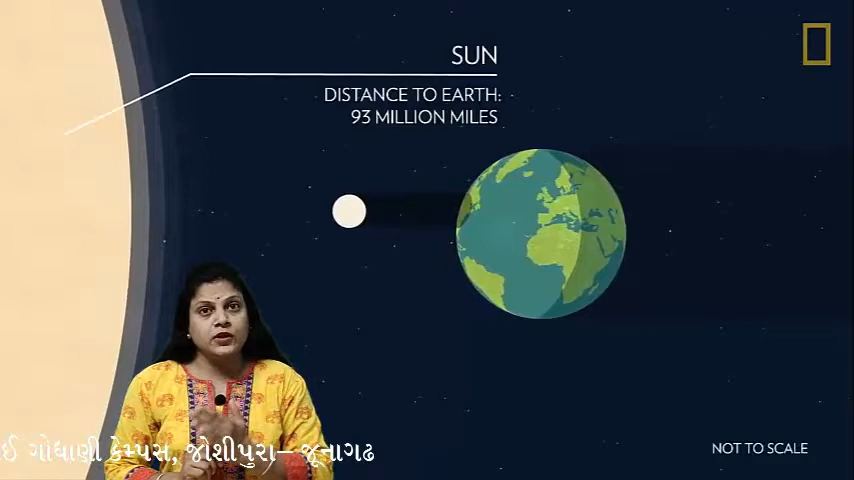 SUN
DISTANCE TO EARTH:
93 MILLION MILES
ઈ ગોધાણી કેમ્પસ, જોશીપુરા– જૂનાગઢ
NOT TO SCALE